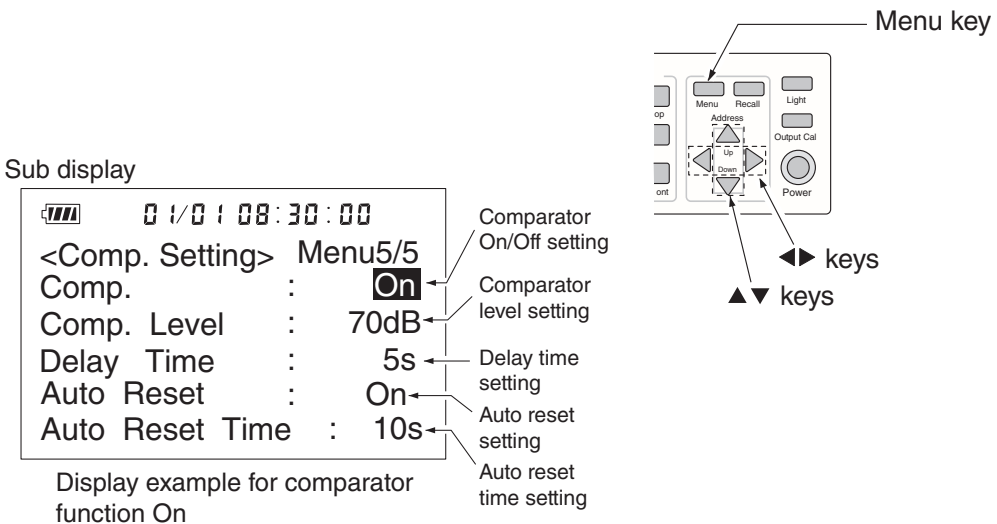 Menu key
op
Menu
Recall
Light
Address
Output Cal
Up
Down
ont
Power
◀▶ keys
▲▼ keys
Sub display
01/01 08:30:00
<Comp. Setting> Menu5/5
Comp. : On
Comp. Level : 70dB
Delay Time : 5s
Auto Reset : On
Auto Reset Time : 10s
Comparator
On/Off setting
Comparator
level setting
Delay time
setting
Auto reset
setting
Auto reset
time setting
Display example for comparator
function On